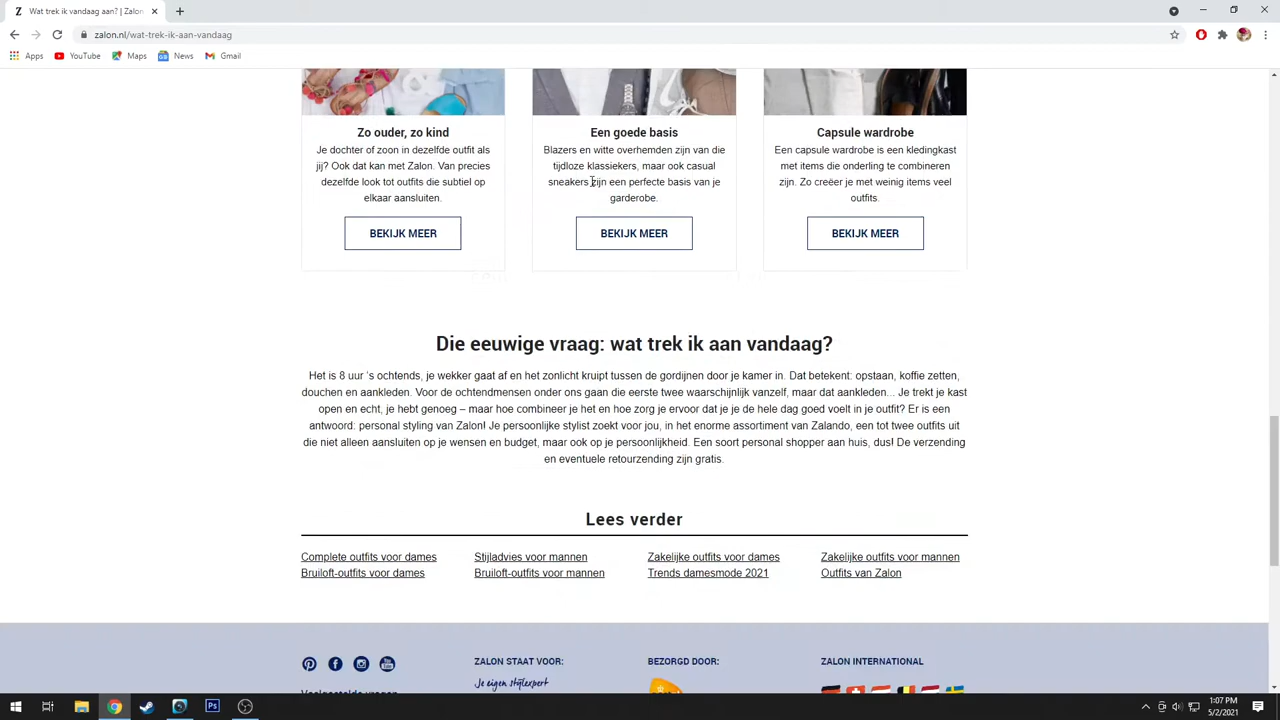 Wat trek ik vandaag aan? | Zalon
zalon.nl/wat-trek-ik-aan-vandaag
Apps YouTube Maps News Gmail
Zo ouder, zo kind
Je dochter of zoon in dezelfde outfit als
jij? Ook dat kan met Zalon. Van precies
dezelfde look tot outfits die subtiel op
elkaar aansluiten.
BEKIJK MEER
Een goede basis
Blazers en witte overhemden zijn van die
tijdloze klassiekers, maar ook casual
sneakers zijn een perfecte basis van je
garderobe.
BEKIJK MEER
Capsule wardrobe
Een capsule wardrobe is een kledingkast
met items die onderling te combineren
zijn. Zo creëer je met weinig items veel
outfits.
BEKIJK MEER
Die eeuwige vraag: wat trek ik aan vandaag?
Het is 8 uur 's ochtends, je wekker gaat af en het zonlicht kruipt tussen de gordijnen door je kamer in. Dat betekent: opstaan, koffie zetten,
douchen en aankleden. Voor de ochtendmensen onder ons gaan die eerste twee waarschijnlijk vanzelf, maar dat aankleden... Je trekt je kast
open en echt, je hebt genoeg – maar hoe combineer je het en hoe zorg je ervoor dat je je de hele dag goed voelt in je outfit? Er is een
antwoord: personal styling van Zalon! Je persoonlijke stylist zoekt voor jou, in het enorme assortiment van Zalando, een tot twee outfits uit
die niet alleen aansluiten op je wensen en budget, maar ook op je persoonlijkheid. Een soort personal shopper aan huis, dus! De verzending
en eventuele retourzending zijn gratis.
Lees verder
Complete outfits voor dames Stijladvies voor mannen Zakelijke outfits voor dames Zakelijke outfits voor mannen
Bruiloft-outfits voor dames Bruiloft-outfits voor mannen Trends damesmode 2021 Outfits van Zalon
ZALON STAAT VOOR: BEZORGD DOOR: ZALON INTERNATIONAL
Je eigen stijlexpert
Veelgestelde vragen
1:07 PM
5/2/2021